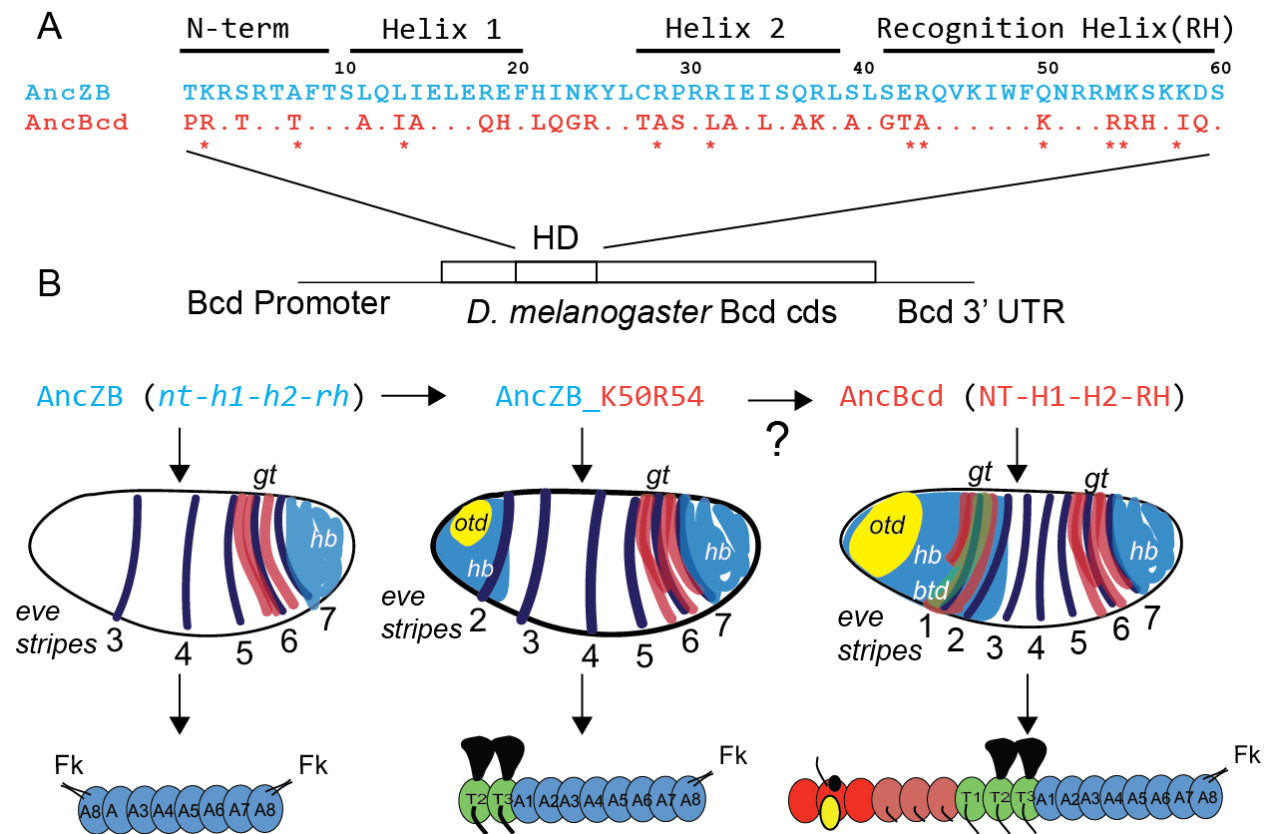 A
N-term Helix 1 Helix 2 Recognition Helix(RH)
10 20 30 40 50 60
AncZB TKRSRTAFTSLQLIELEREFHINKYLCRPRRIEISQRLSLSERQVKIWFQNRRMKSKKDS
AncBcd PR.T..T...A.IA...QH.LQGR..TAS.LA.L.AK.A.GTA......K...RRH.IQ.
* * * * * ** * ** *
HD
B
Bcd Promoter D. melanogaster Bcd cds Bcd 3' UTR
AncZB (nt-h1-h2-rh) AncZB_K50R54 ? AncBcd (NT-H1-H2-RH)
gt
hb
eve
stripes 3 4 5 6 7
gt
otd
hb
hb
eve
stripes 2 3 4 5 6 7
gt gt
otd
hb
btd
hb
eve
stripes 1 2 3 4 5 6 7
Fk A8 A A3 A4 A5 A6 A7 A8 Fk
T2 T3 A1 A2 A3 A4 A5 A6 A7 A8 Fk
T1 T2 T3 A1 A2 A3 A4 A5 A6 A7 A8 Fk